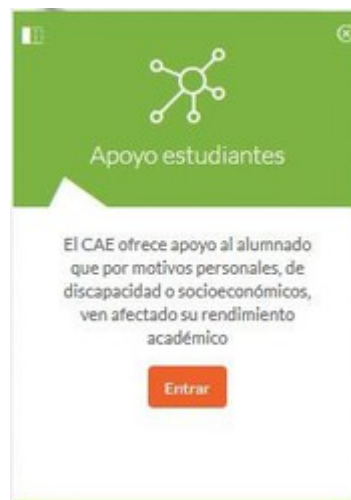 Apoyo estudiantes
El CAE ofrece apoyo al alumnado
que por motivos personales, de
discapacidad o socioeconómicos,
ven afectado su rendimiento
académico
Entrar